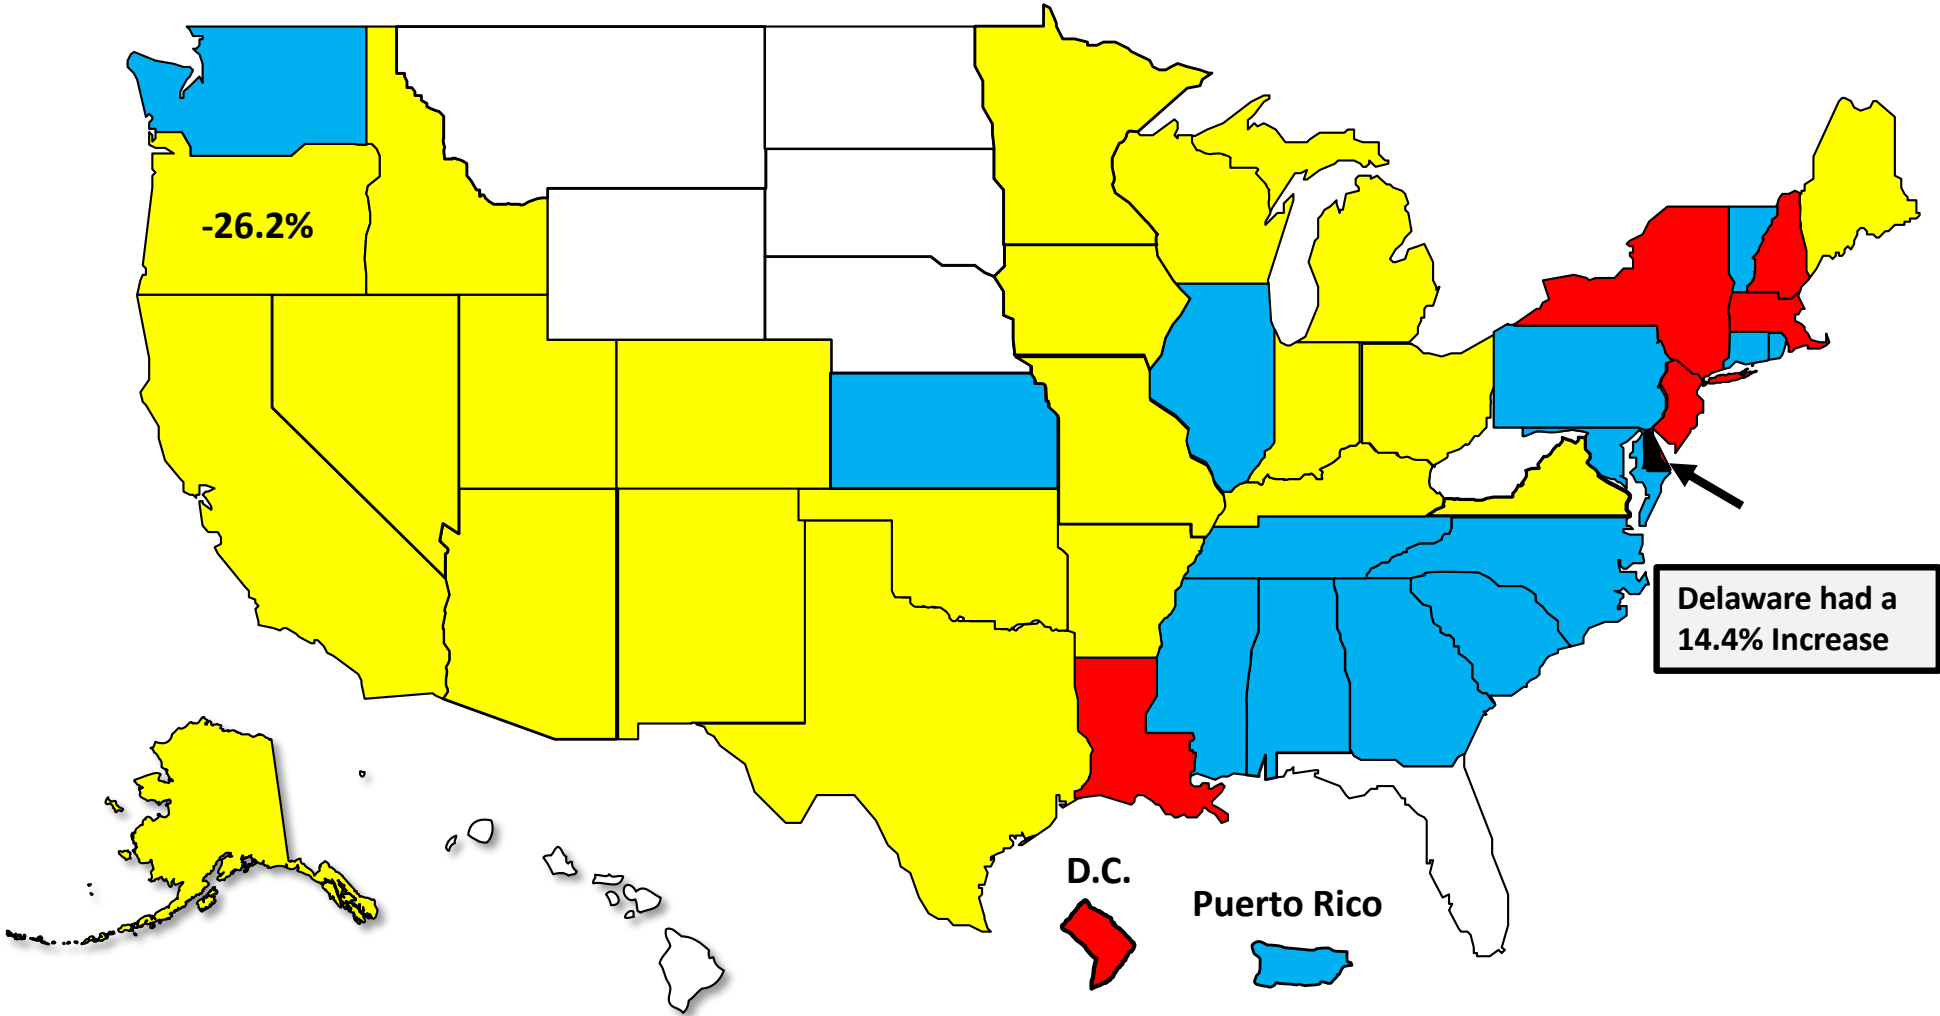 -26.2%
Delaware had a
14.4% Increase
D.C.
Puerto Rico